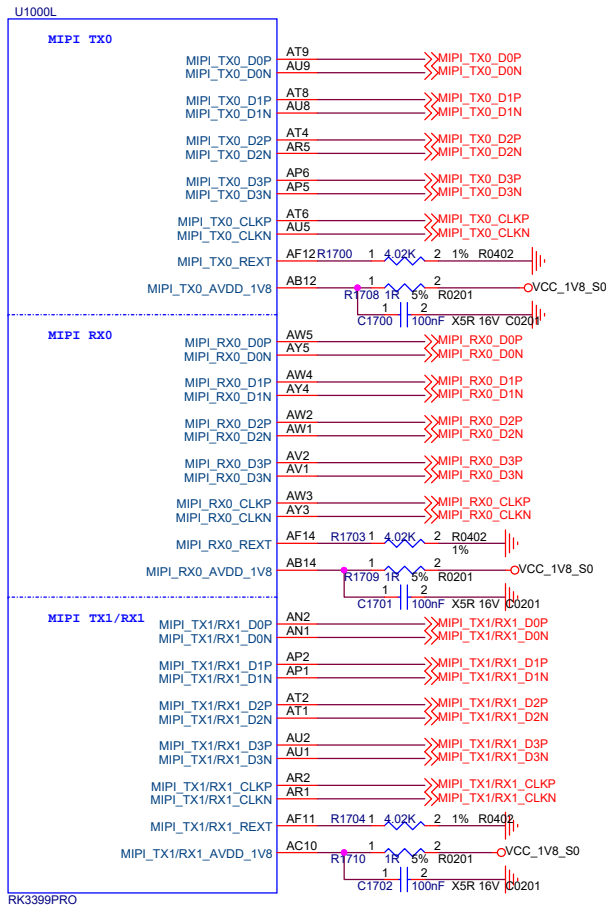 U1000L
MIPI TX0
MIPI_TX0_D0P AT9 MIPI_TX0_D0P
MIPI_TX0_D0N AU9 MIPI_TX0_D0N
MIPI_TX0_D1P AT8 MIPI_TX0_D1P
MIPI_TX0_D1N AU8 MIPI_TX0_D1N
MIPI_TX0_D2P AT4 MIPI_TX0_D2P
MIPI_TX0_D2N AR5 MIPI_TX0_D2N
MIPI_TX0_D3P AP6 MIPI_TX0_D3P
MIPI_TX0_D3N AP5 MIPI_TX0_D3N
MIPI_TX0_CLKP AT6 MIPI_TX0_CLKP
MIPI_TX0_CLKN AU5 MIPI_TX0_CLKN
MIPI_TX0_REXT AF12 R1700 1 4.02K 2 1% R0402
MIPI_TX0_AVDD_1V8 AB12 1 2 VCC_1V8_S0
R1708 1R 5% R0201
1 2
C1700 100nF X5R 16V C0201
MIPI RX0
MIPI_RX0_D0P AW5 MIPI_RX0_D0P
MIPI_RX0_D0N AY5 MIPI_RX0_D0N
MIPI_RX0_D1P AW4 MIPI_RX0_D1P
MIPI_RX0_D1N AY4 MIPI_RX0_D1N
MIPI_RX0_D2P AW2 MIPI_RX0_D2P
MIPI_RX0_D2N AW1 MIPI_RX0_D2N
MIPI_RX0_D3P AV2 MIPI_RX0_D3P
MIPI_RX0_D3N AV1 MIPI_RX0_D3N
MIPI_RX0_CLKP AW3 MIPI_RX0_CLKP
MIPI_RX0_CLKN AY3 MIPI_RX0_CLKN
MIPI_RX0_REXT AF14 R1703 1 4.02K 2 R0402
1%
MIPI_RX0_AVDD_1V8 AB14 1 2 VCC_1V8_S0
R1709 1R 5% R0201
1 2
C1701 100nF X5R 16V C0201
MIPI TX1/RX1
MIPI_TX1/RX1_D0P AN2 MIPI_TX1/RX1_D0P
MIPI_TX1/RX1_D0N AN1 MIPI_TX1/RX1_D0N
MIPI_TX1/RX1_D1P AP2 MIPI_TX1/RX1_D1P
MIPI_TX1/RX1_D1N AP1 MIPI_TX1/RX1_D1N
MIPI_TX1/RX1_D2P AT2 MIPI_TX1/RX1_D2P
MIPI_TX1/RX1_D2N AT1 MIPI_TX1/RX1_D2N
MIPI_TX1/RX1_D3P AU2 MIPI_TX1/RX1_D3P
MIPI_TX1/RX1_D3N AU1 MIPI_TX1/RX1_D3N
MIPI_TX1/RX1_CLKP AR2 MIPI_TX1/RX1_CLKP
MIPI_TX1/RX1_CLKN AR1 MIPI_TX1/RX1_CLKN
MIPI_TX1/RX1_REXT AF11 R1704 1 4.02K 2 1% R0402
MIPI_TX1/RX1_AVDD_1V8 AC10 1 2 VCC_1V8_S0
R1710 1R 5% R0201
1 2
C1702 100nF X5R 16V C0201
RK3399PRO